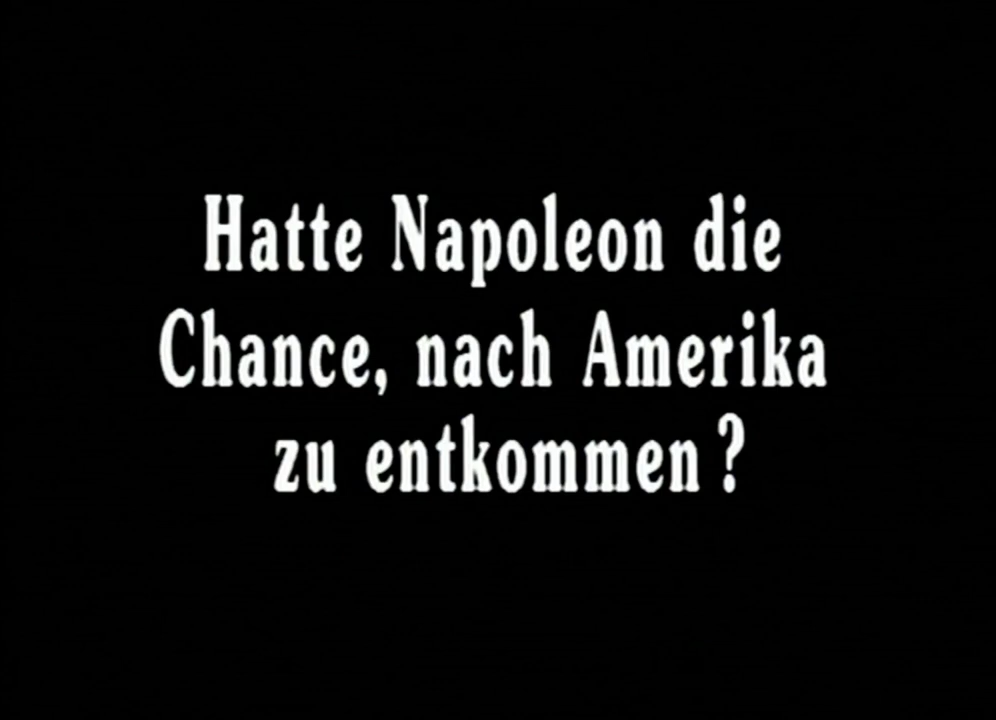 Hatte Napoleon die
Chance, nach Amerika
zu entkommen ?